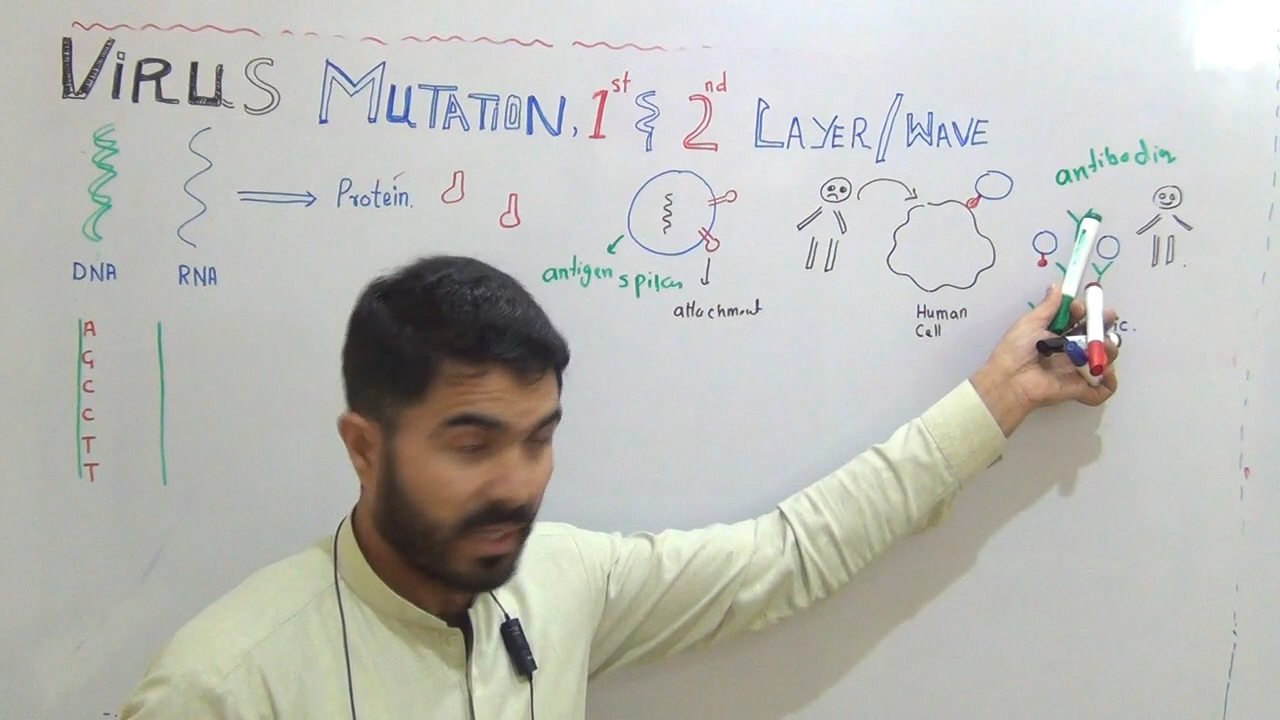 VIRUS MUTATION, 1st & 2nd LAYER/WAVE
antibodies
Protein.
DNA
RNA
antigen spikes
attachment
Human
Cell
A
G
C
C
T
T